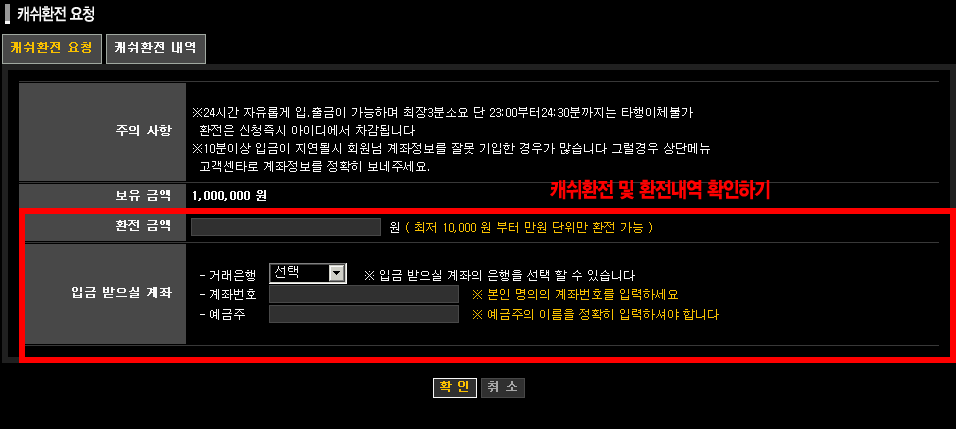 캐쉬환전 요청
캐쉬환전 요청 캐쉬환전 내역
주의 사항
※24시간 자유롭게 입.출금이 가능하며 최장3분소요 단 23:00부터24:30분까지는 타행이체불가
환전은 신청즉시 아이디에서 차감됩니다
※10분이상 입금이 지연될시 회원님 계좌정보를 잘못 기입한 경우가 많습니다 그럴경우 상단메뉴
고객센타로 계좌정보를 정확히 보네주세요.
보유 금액 1,000,000 원
캐쉬환전 및 환전내역 확인하기
환전 금액 원 ( 최저 10,000 원 부터 만원 단위만 환전 가능 )
입금 받으실 계좌
- 거래은행 선택 ※ 입금 받으실 계좌의 은행을 선택 할 수 있습니다
- 계좌번호 ※ 본인 명의의 계좌번호를 입력하세요
- 예금주 ※ 예금주의 이름을 정확히 입력하셔야 합니다
확 인 취 소